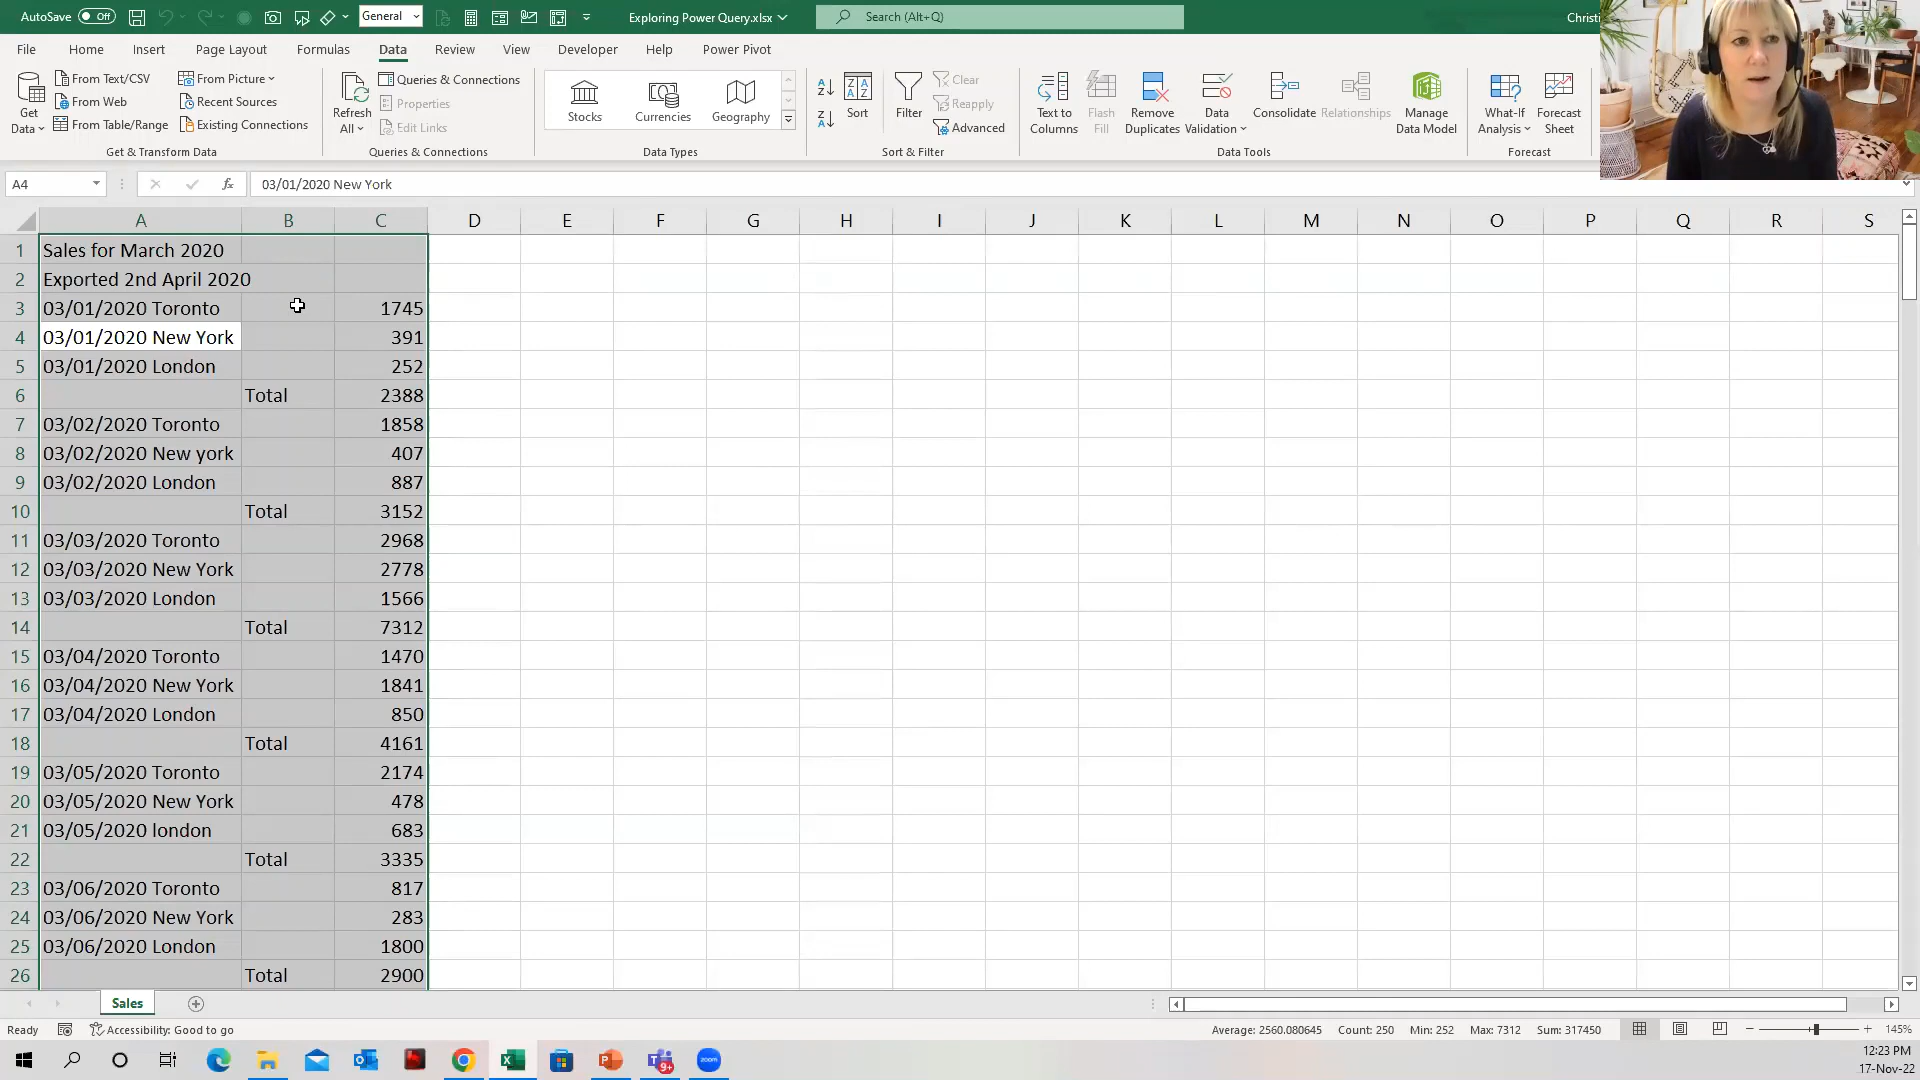 AutoSave Off General Exploring Power Query.xlsx Search (Alt+Q) Christi
File Home Insert Page Layout Formulas Data Review View Developer Help Power Pivot
Get Data
From Text/CSV
From Web
From Table/Range
From Picture
Recent Sources
Existing Connections
Get & Transform Data
Refresh All
Queries & Connections
Properties
Edit Links
Queries & Connections
Stocks Currencies Geography
Data Types
Sort
Filter
Clear
Reapply
Advanced
Sort & Filter
Text to Columns
Flash Fill
Remove Duplicates
Data Validation
Consolidate
Relationships
Manage Data Model
Data Tools
What-If Analysis
Forecast Sheet
Forecast
A4 fx 03/01/2020 New York
A B C D E F G H I J K L M N O P Q R S
1 Sales for March 2020
2 Exported 2nd April 2020
3 03/01/2020 Toronto 1745
4 03/01/2020 New York 391
5 03/01/2020 London 252
6 Total 2388
7 03/02/2020 Toronto 1858
8 03/02/2020 New york 407
9 03/02/2020 London 887
10 Total 3152
11 03/03/2020 Toronto 2968
12 03/03/2020 New York 2778
13 03/03/2020 London 1566
14 Total 7312
15 03/04/2020 Toronto 1470
16 03/04/2020 New York 1841
17 03/04/2020 London 850
18 Total 4161
19 03/05/2020 Toronto 2174
20 03/05/2020 New York 478
21 03/05/2020 london 683
22 Total 3335
23 03/06/2020 Toronto 817
24 03/06/2020 New York 283
25 03/06/2020 London 1800
26 Total 2900
Sales
Ready Accessibility: Good to go Average: 2560.080645 Count: 250 Min: 252 Max: 7312 Sum: 317450 145%
9+ zoom 12:23 PM
17-Nov-22